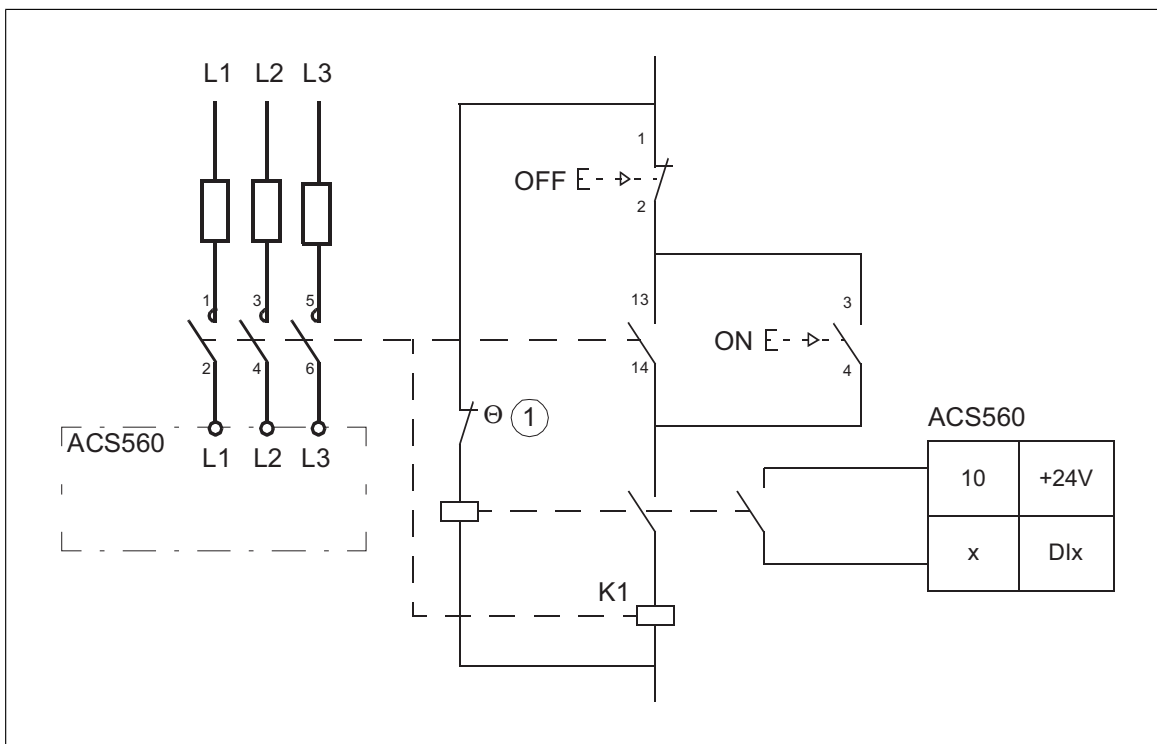 L1 L2 L3
1
OFF
2
1 3 5
13
3
ON
2 4 6
14
4
Θ 1
ACS560
ACS560
L1 L2 L3
10 +24V
x DIx
K1